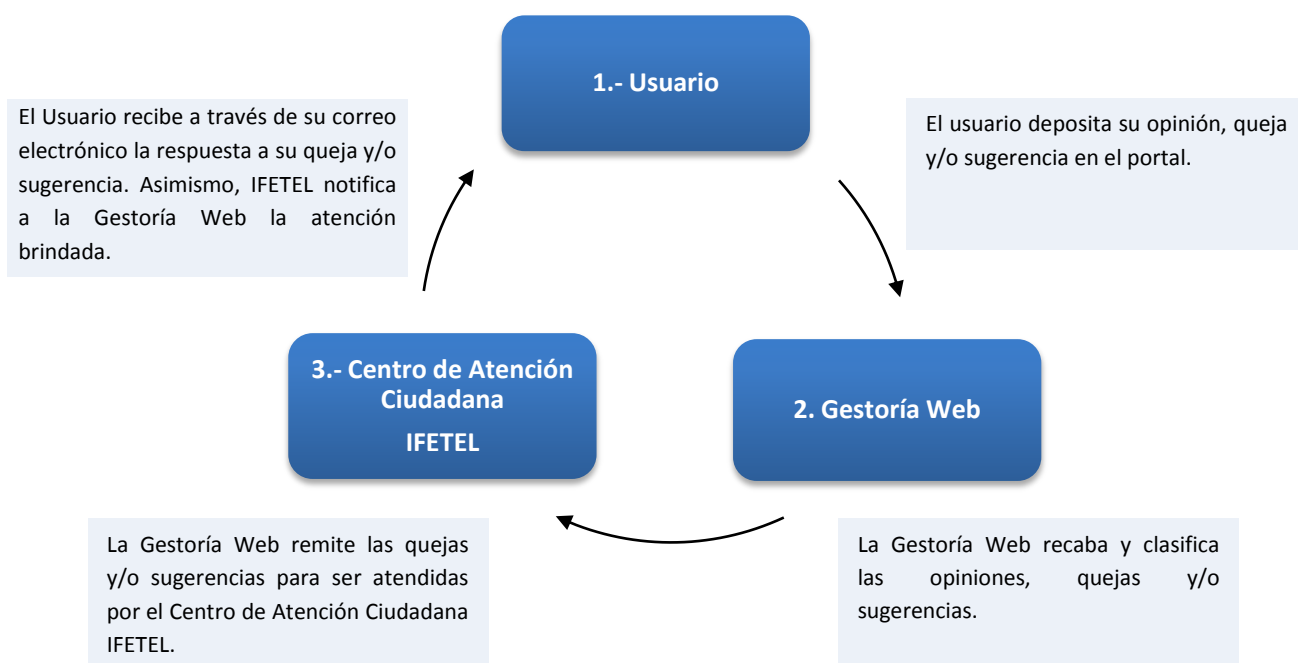 1.- Usuario
El usuario deposita su opinión, queja
y/o sugerencia en el portal.
2. Gestoría Web
La Gestoría Web recaba y clasifica
las opiniones, quejas y/o
sugerencias.
3.- Centro de Atención
Ciudadana
IFETEL
La Gestoría Web remite las quejas
y/o sugerencias para ser atendidas
por el Centro de Atención Ciudadana
IFETEL.
El Usuario recibe a través de su correo
electrónico la respuesta a su queja y/o
sugerencia. Asimismo, IFETEL notifica
a la Gestoría Web la atención
brindada.